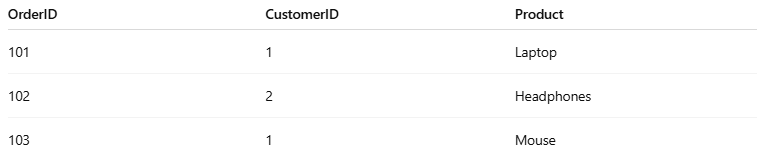 OrderID CustomerID Product
101 1 Laptop
102 2 Headphones
103 1 Mouse